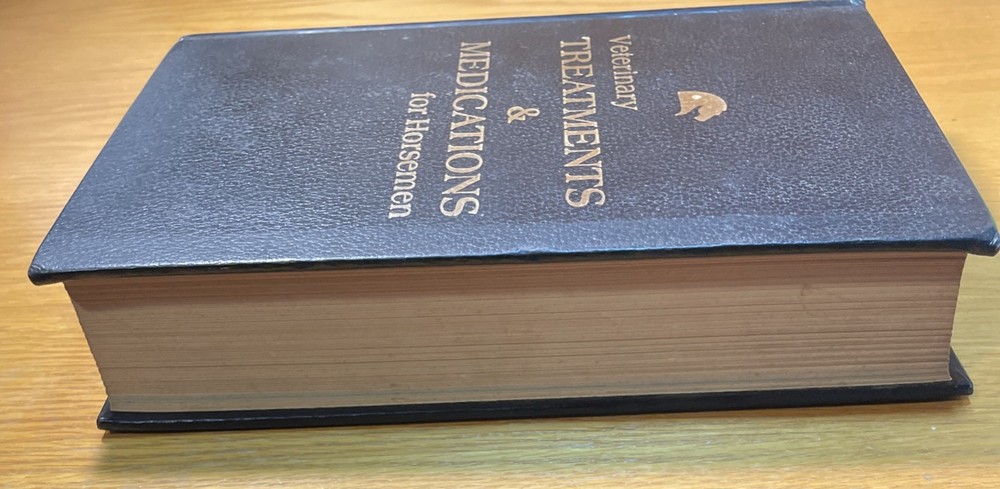 Veterinary
TREATMENTS
&
MEDICATIONS
for Horsemen